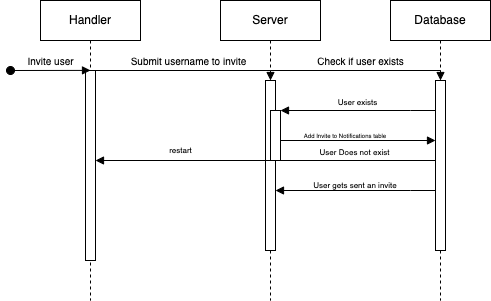 Handler
Server
Database
Invite user
Submit username to invite
Check if user exists
User exists
Add Invite to Notifications table
restart
User Does not exist
User gets sent an invite